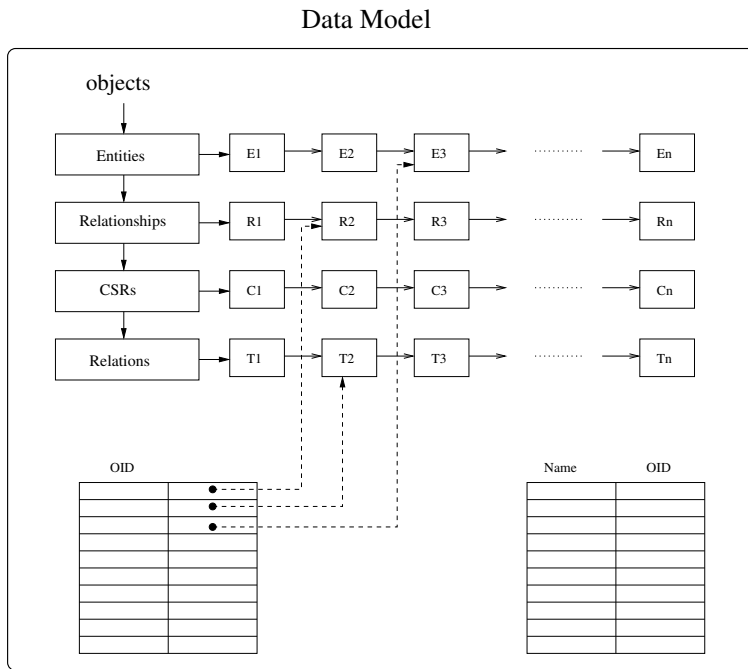 Data Model
objects
Entities E1 E2 E3 En
Relationships R1 R2 R3 Rn
CSRs C1 C2 C3 Cn
Relations T1 T2 T3 Tn
OID Name OID